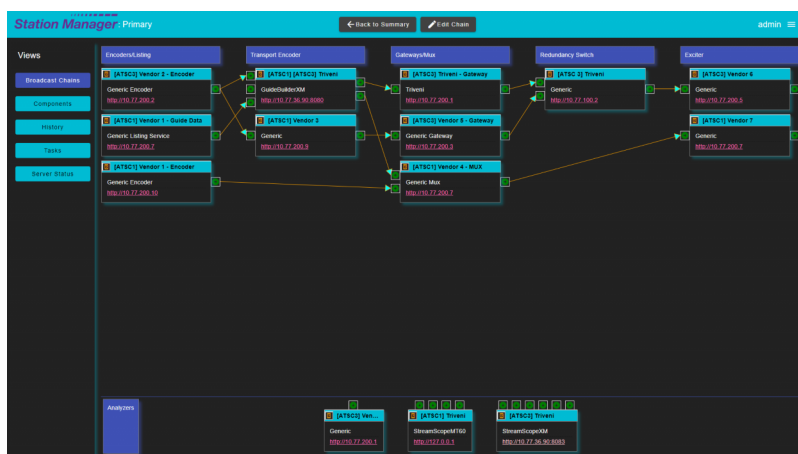 Station Manager: Primary
Back to Summary
Edit Chain
admin
Views
Broadcast Chains
Components
History
Tasks
Server Status
Encoders/Listing
[ATSC3] Vendor 2 - Encoder
Generic Encoder
http://10.77.200.2
[ATSC1] Vendor 1 - Guide Data
Generic Listing Service
http://10.77.200.7
[ATSC1] Vendor 1 - Encoder
Generic Encoder
http://10.77.200.10
Transport Encoder
[ATSC1] [ATSC3] Triveni
GuideBuilderXM
http://10.77.36.90:8080
[ATSC1] Vendor 3
Generic
http://10.77.200.9
Gateways/Mux
[ATSC3] Triveni - Gateway
Triveni
http://10.77.200.1
[ATSC3] Vendor 5 - Gateway
Generic Gateway
http://10.77.200.3
[ATSC1] Vendor 4 - MUX
Generic Mux
http://10.77.200.7
Redundancy Switch
[ATSC 3] Triveni
Generic
http://10.77.100.2
Exciter
[ATSC3] Vendor 6
Generic
http://10.77.200.5
[ATSC1] Vendor 7
Generic
http://10.77.200.7
Analyzers
[ATSC3] Ven...
Generic
http://10.77.200.1
[ATSC1] Triveni
StreamScopeMT60
http://127.0.0.1
[ATSC3] Triveni
StreamScopeXM
http://10.77.36.90:8083